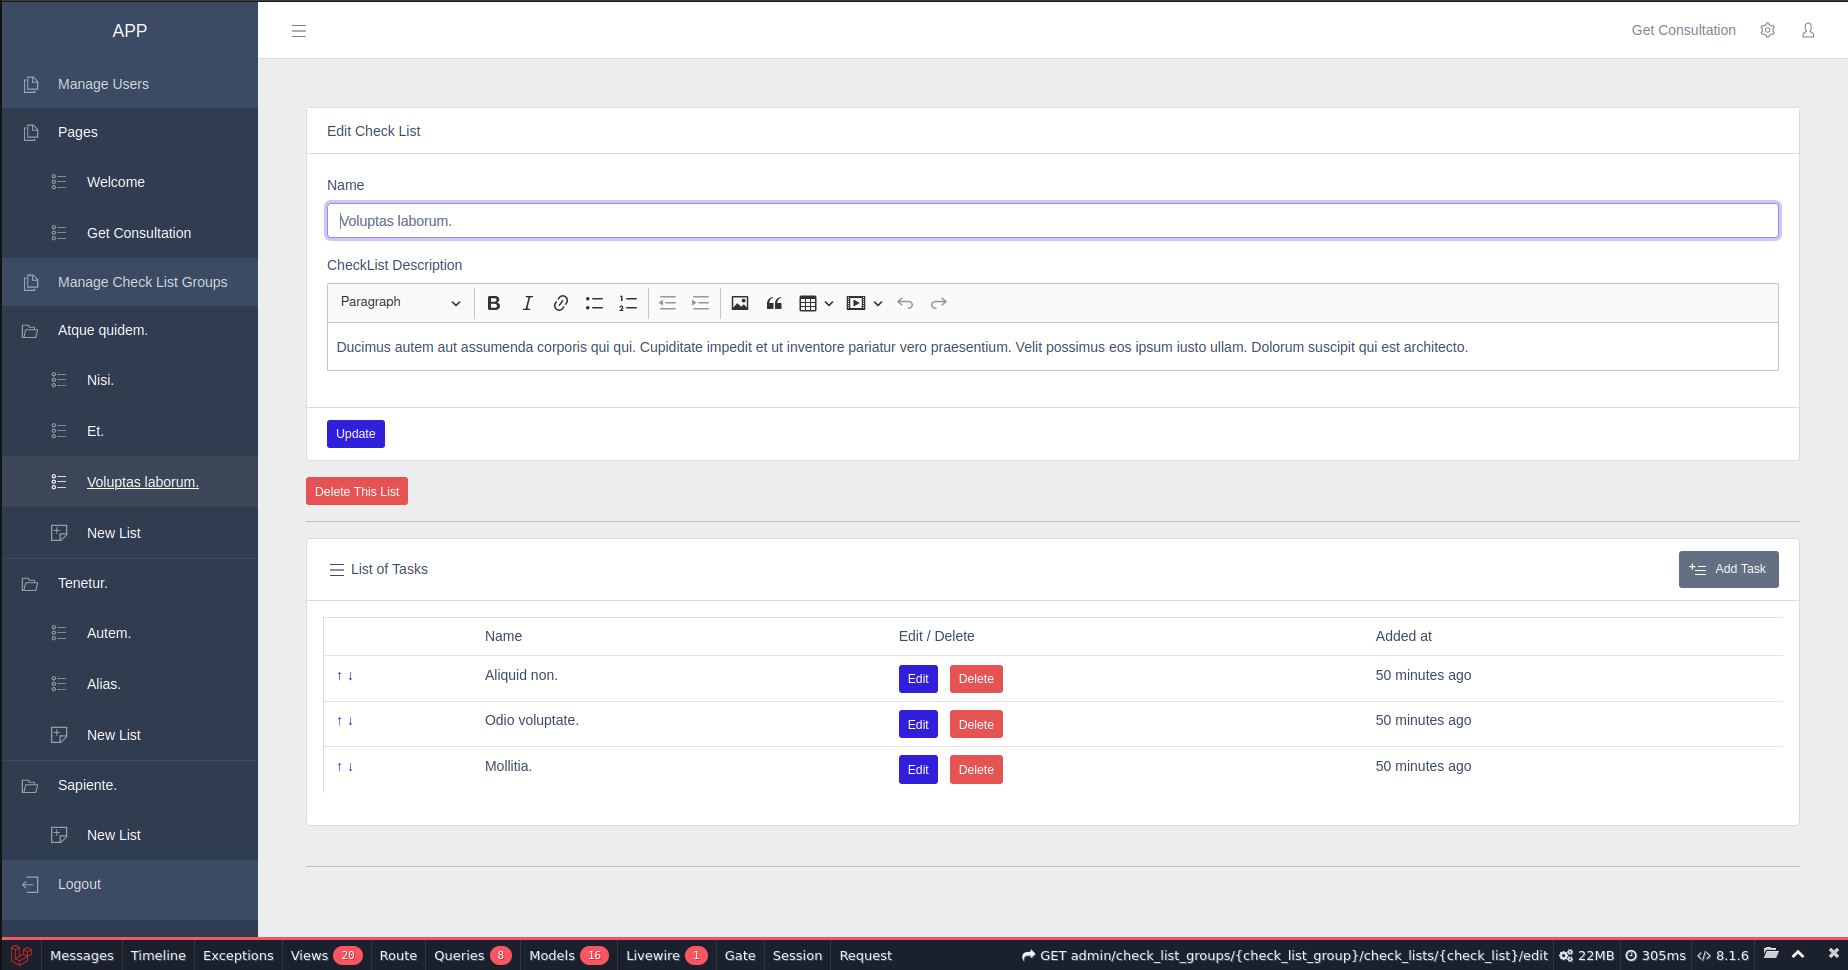 APP
Get Consultation
Manage Users
Pages
Welcome
Get Consultation
Manage Check List Groups
Atque quidem.
Nisi.
Et.
Voluptas laborum.
New List
Tenetur.
Autem.
Alias.
New List
Sapiente.
New List
Logout
Edit Check List
Name
Voluptas laborum.
CheckList Description
Paragraph
Ducimus autem aut assumenda corporis qui qui. Cupiditate impedit et ut inventore pariatur vero praesentium. Velit possimus eos ipsum iusto ullam. Dolorum suscipit qui est architecto.
Update
Delete This List
List of Tasks Add Task
Name Edit / Delete Added at
↑ ↓ Aliquid non. Edit Delete 50 minutes ago
↑ ↓ Odio voluptate. Edit Delete 50 minutes ago
↑ ↓ Mollitia. Edit Delete 50 minutes ago
Messages Timeline Exceptions Views 20 Route Queries 8 Models 16 Livewire 1 Gate Session Request GET admin/check_list_groups/{check_list_group}/check_lists/{check_list}/edit 22MB 305ms 8.1.6